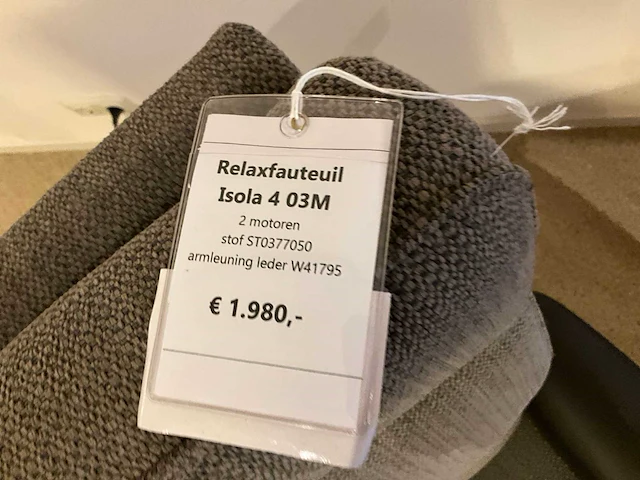 Relaxfauteuil
Isola 4 03M
2 motoren
stof ST0377050
armleuning leder W41795
€ 1.980,-